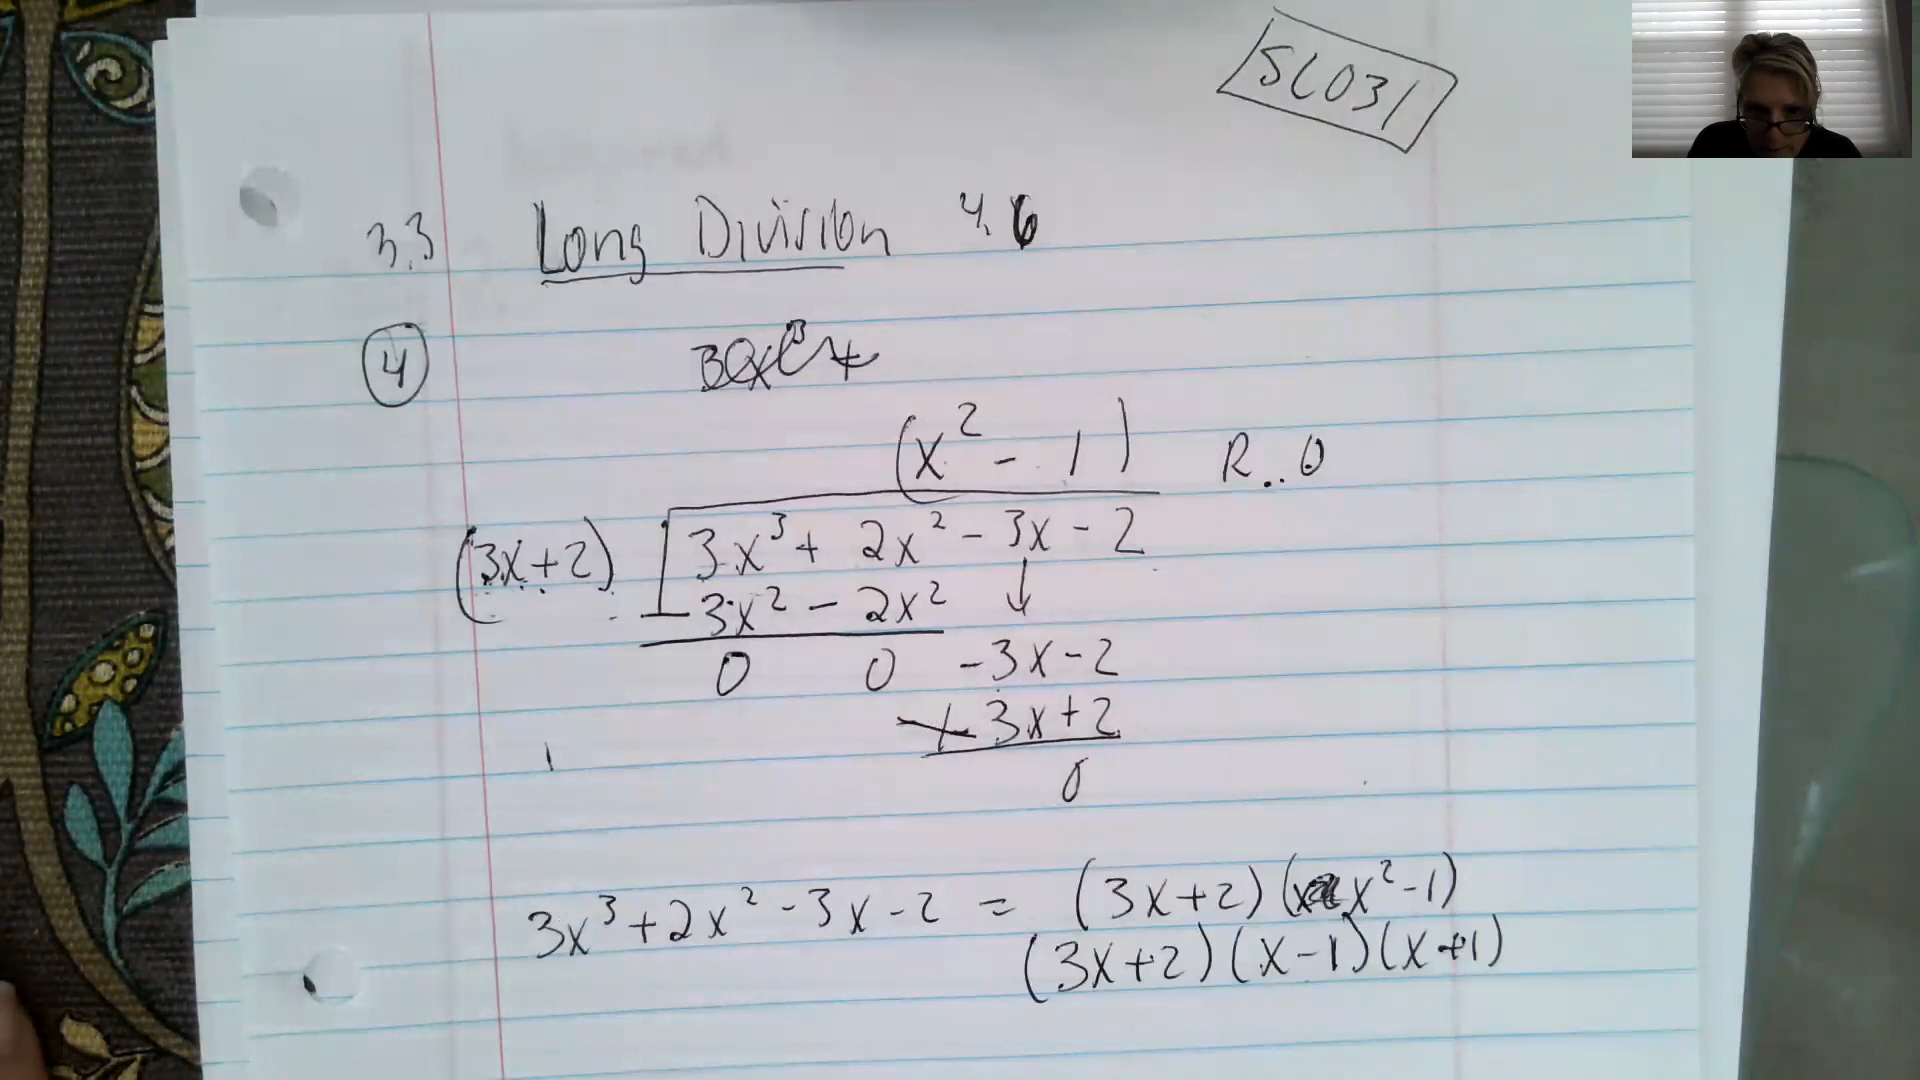 SLO31
3.3 Long Division 4.6
4
(x² - 1) R..0
(3x+2) 3x³ + 2x² - 3x - 2
-3x² - 2x²
0 0 -3x-2
+3x+2
0
3x³+2x²-3x-2 = (3x+2)(x²-1)
(3x+2)(x-1)(x+1)